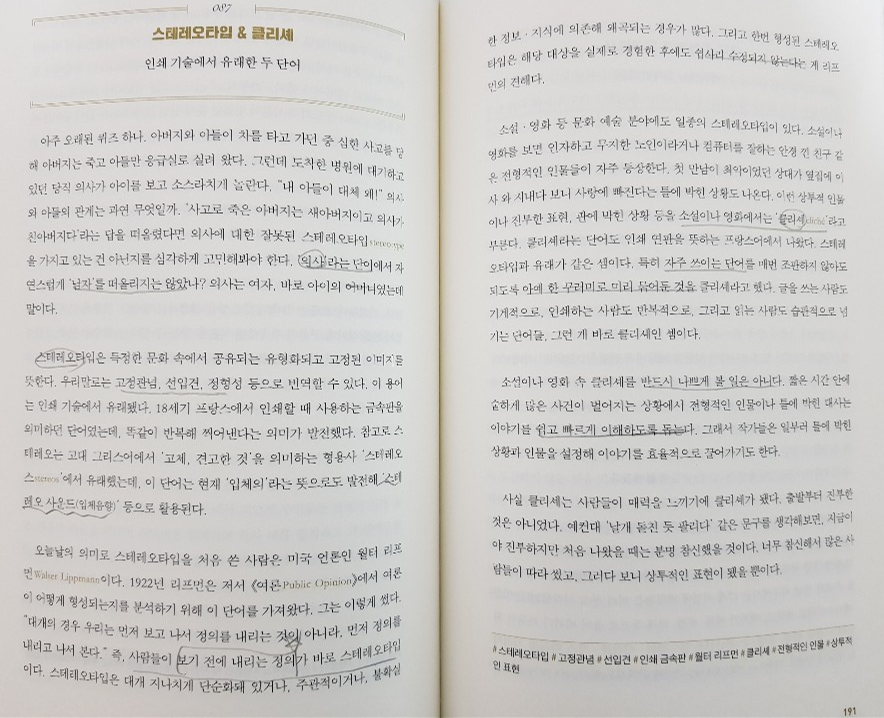 087
스테레오타입 & 클리셰
인쇄 기술에서 유래한 두 단어
아주 오래된 퀴즈 하나. 아버지와 아들이 차를 타고 가던 중 심한 사고를 당
해 아버지는 죽고 아들만 응급실로 실려 왔다. 그런데 도착한 병원에 대기하고
있던 당직 의사가 아이를 보고 소스라치게 놀란다. "내 아들이 대체 왜!" 의사
와 아들의 관계는 과연 무엇일까. '사고로 죽은 아버지는 새아버지이고 의사가
친아버지다'라는 답을 떠올렸다면 의사에 대한 잘못된 스테레오타입stereotype
을 가지고 있는 건 아닌지를 심각하게 고민해봐야 한다. '의사'라는 단어에서 자
연스럽게 '남자'를 떠올리지는 않았나? 의사는 여자, 바로 아이의 어머니였는데
말이다.
스테레오타입은 특정한 문화 속에서 공유되는 유형화되고 고정된 이미지를
뜻한다. 우리말로는 고정관념, 선입견, 정형성 등으로 번역할 수 있다. 이 용어
는 인쇄 기술에서 유래됐다. 18세기 프랑스에서 인쇄할 때 사용하는 금속판을
의미하던 단어였는데, 똑같이 반복해 찍어낸다는 의미가 발전했다. 참고로 스
테레오는 고대 그리스어에서 '고체, 견고한 것'을 의미하는 형용사 '스테레오
스stereos'에서 유래했는데, 이 단어는 현재 '입체의'라는 뜻으로도 발전해 '스테
레오 사운드(입체음향)' 등으로 활용된다.
오늘날의 의미로 스테레오타입을 처음 쓴 사람은 미국 언론인 월터 리프
먼Walter Lippmann이다. 1922년 리프먼은 저서 《여론Public Opinion》에서 여론
이 어떻게 형성되는지를 분석하기 위해 이 단어를 가져왔다. 그는 이렇게 썼다.
"대개의 경우 우리는 먼저 보고 나서 정의를 내리는 것이 아니라, 먼저 정의를
내리고 나서 본다." 즉, 사람들이 보기 전에 내리는 정의가 바로 스테레오타입
이다. 스테레오타입은 대개 지나치게 단순화돼 있거나, 주관적이거나, 불확실
한 정보·지식에 의존해 왜곡되는 경우가 많다. 그리고 한번 형성된 스테레오
타입은 해당 대상을 실제로 경험한 후에도 쉽사리 수정되지 않는다는 게 리프
먼의 견해다.
소설·영화 등 문화 예술 분야에도 일종의 스테레오타입이 있다. 소설이나
영화를 보면 인자하고 무지한 노인이라거나 컴퓨터를 잘하는 안경 낀 친구 같
은 전형적인 인물들이 자주 등장한다. 첫 만남이 최악이었던 상대가 옆집에 이
사 와 지내다 보니 사랑에 빠진다는 틀에 박힌 상황도 나온다. 이런 상투적 인물
이나 진부한 표현, 판에 박힌 상황 등을 소설이나 영화에서는 '클리셰cliché'라고
부른다. 클리셰라는 단어도 인쇄 연판을 뜻하는 프랑스어에서 나왔다. 스테레
오타입과 유래가 같은 셈이다. 특히 자주 쓰이는 단어를 매번 조판하지 않아도
되도록 아예 한 꾸러미로 미리 묶어둔 것을 클리셰라고 했다. 글을 쓰는 사람도
기계적으로, 인쇄하는 사람도 반복적으로, 그리고 읽는 사람도 습관적으로 넘
기는 단어들, 그런 게 바로 클리셰인 셈이다.
소설이나 영화 속 클리셰를 반드시 나쁘게 볼 일은 아니다. 짧은 시간 안에
숱하게 많은 사건이 벌어지는 상황에서 전형적인 인물이나 틀에 박힌 대사는
이야기를 쉽고 빠르게 이해하도록 돕는다. 그래서 작가들은 일부러 틀에 박힌
상황과 인물을 설정해 이야기를 효율적으로 끌어가기도 한다.
사실 클리셰는 사람들이 매력을 느끼기에 클리셰가 됐다. 출발부터 진부한
것은 아니었다. 예컨대 '날개 돋친 듯 팔리다' 같은 문구를 생각해보면, 지금이
야 진부하지만 처음 나왔을 때는 분명 참신했을 것이다. 너무 참신해서 많은 사
람들이 따라 썼고, 그러다 보니 상투적인 표현이 됐을 뿐이다.
#스테레오타입 #고정관념 #선입견 #인쇄 금속판 #월터 리프먼 #클리셰 #전형적인 인물 #상투적
인 표현
191